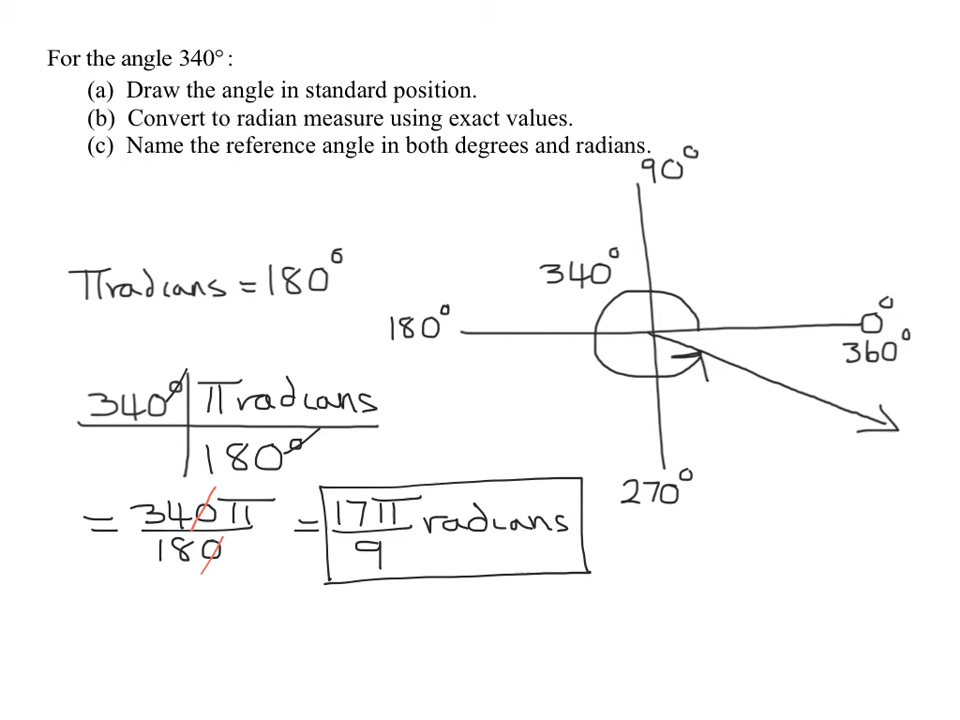 For the angle 340° :
(a) Draw the angle in standard position.
(b) Convert to radian measure using exact values.
(c) Name the reference angle in both degrees and radians.
90°
πradians = 180°
340°
180°
0°
360°
340° πradians
180°
270°
= 340π = 17π radians
180 9